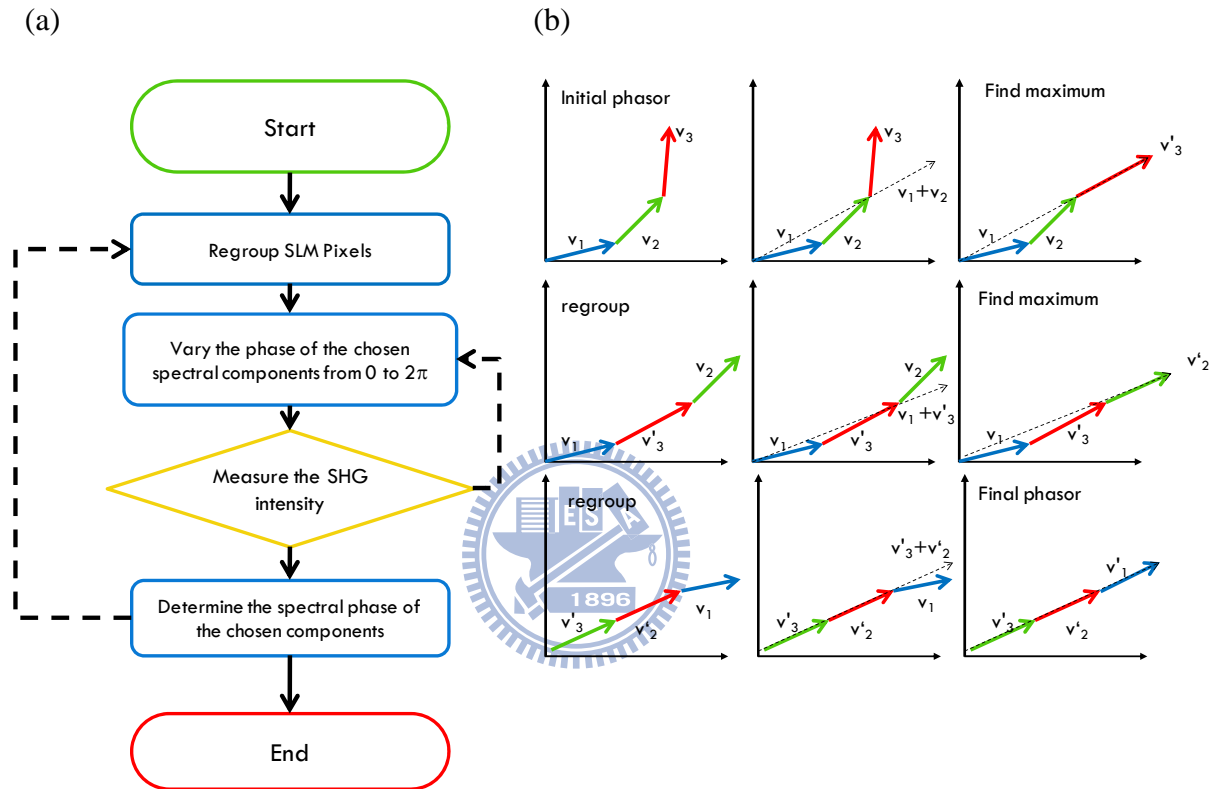 (a)
Start
Regroup SLM Pixels
Vary the phase of the chosen
spectral components from 0 to 2π
Measure the SHG
intensity
Determine the spectral phase of
the chosen components
End
(b)
Initial phasor
v₁
v₂
v₃
v₁
v₂
v₃
v₁+v₂
Find maximum
v₁
v₂
v'₃
regroup
v₁
v'₃
v₂
v₁
v'₃
v₂
v₁+v'₃
Find maximum
v₁
v'₃
v‘₂
regroup
v'₃
v‘₂
v₁
v'₃
v‘₂
v₁
v'₃+v‘₂
Final phasor
v'₃
v‘₂
v'₁
E S
1896